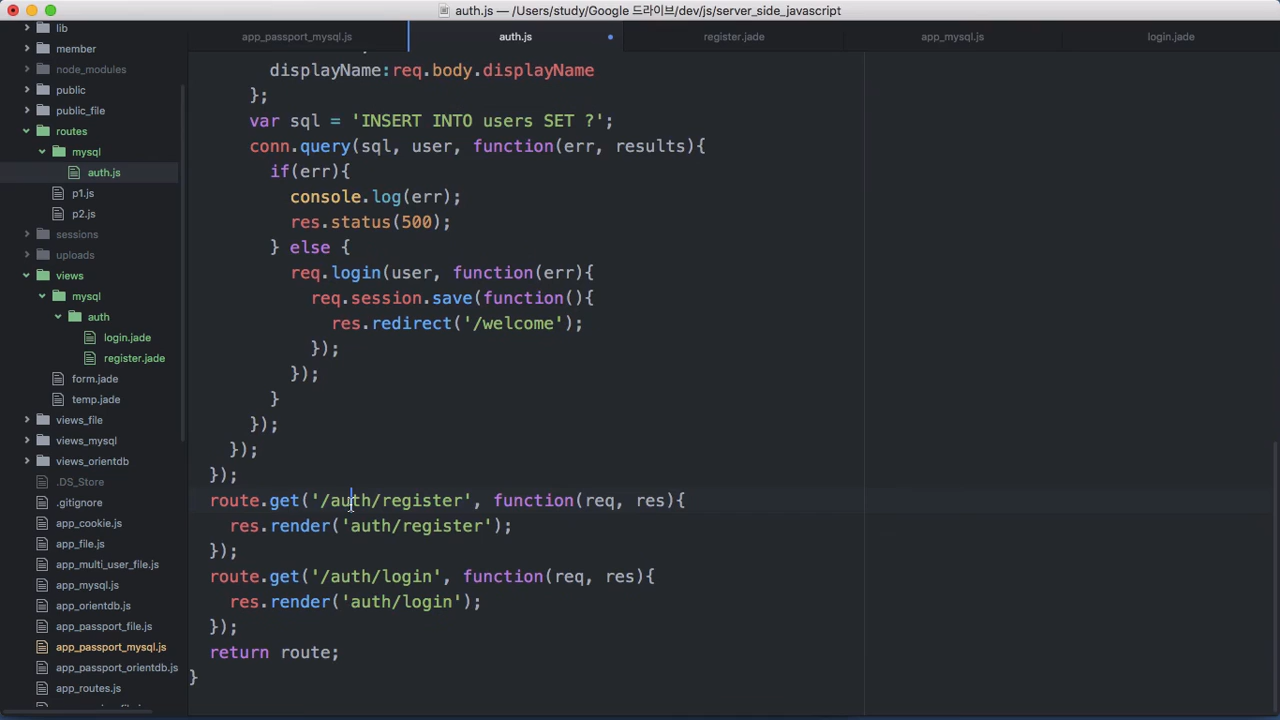 auth.js — /Users/study/Google 드라이브/dev/js/server_side_javascript
app_passport_mysql.js
auth.js
register.jade
app_mysql.js
login.jade
lib
member
node_modules
public
public_file
routes
mysql
auth.js
p1.js
p2.js
sessions
uploads
views
mysql
auth
login.jade
register.jade
form.jade
temp.jade
views_file
views_mysql
views_orientdb
.DS_Store
.gitignore
app_cookie.js
app_file.js
app_multi_user_file.js
app_mysql.js
app_orientdb.js
app_passport_file.js
app_passport_mysql.js
app_passport_orientdb.js
app_routes.js
displayName:req.body.displayName
};
var sql = 'INSERT INTO users SET ?';
conn.query(sql, user, function(err, results){
if(err){
console.log(err);
res.status(500);
} else {
req.login(user, function(err){
req.session.save(function(){
res.redirect('/welcome');
});
});
}
});
});
});
route.get('/auth/register', function(req, res){
res.render('auth/register');
});
route.get('/auth/login', function(req, res){
res.render('auth/login');
});
return route;
}